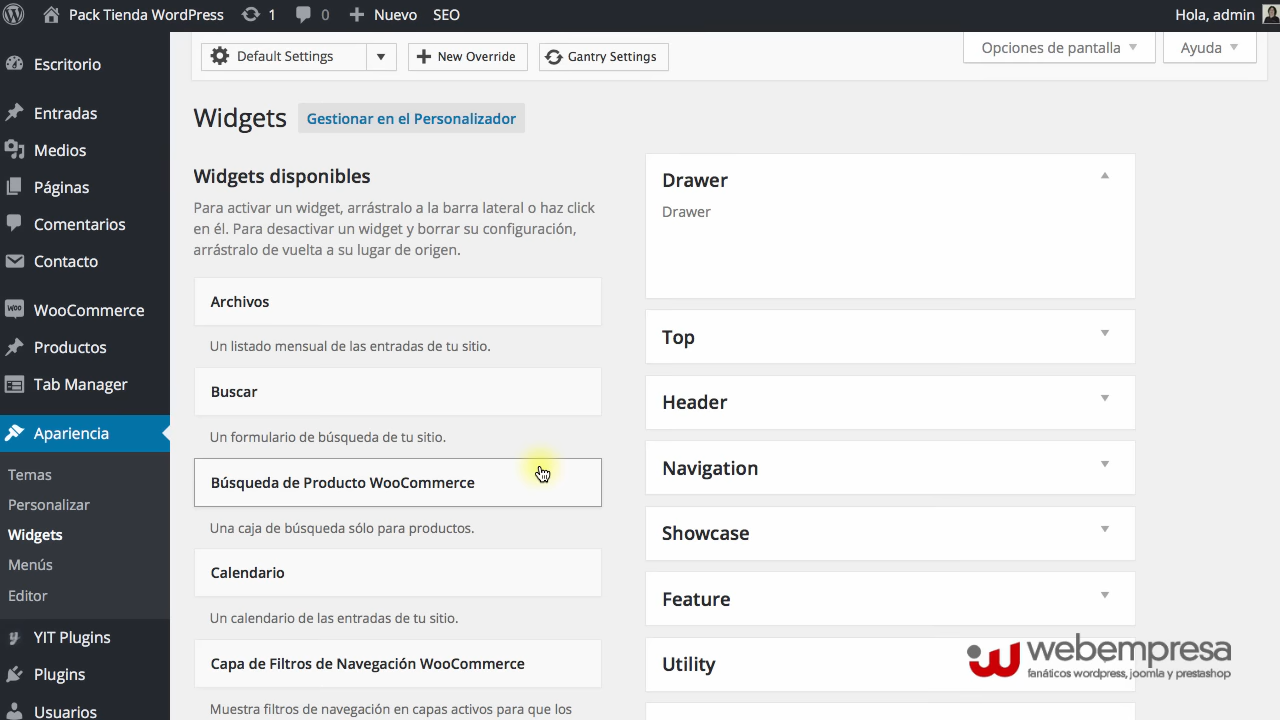 Pack Tienda WordPress
1
0
Nuevo
SEO
Hola, admin
Escritorio
Entradas
Medios
Páginas
Comentarios
Contacto
WooCommerce
Productos
Tab Manager
Apariencia
Temas
Personalizar
Widgets
Menús
Editor
YIT Plugins
Plugins
Usuarios
Default Settings
New Override
Gantry Settings
Opciones de pantalla
Ayuda
Widgets
Gestionar en el Personalizador
Widgets disponibles
Para activar un widget, arrástralo a la barra lateral o haz click
en él. Para desactivar un widget y borrar su configuración,
arrástralo de vuelta a su lugar de origen.
Archivos
Un listado mensual de las entradas de tu sitio.
Buscar
Un formulario de búsqueda de tu sitio.
Búsqueda de Producto WooCommerce
Una caja de búsqueda sólo para productos.
Calendario
Un calendario de las entradas de tu sitio.
Capa de Filtros de Navegación WooCommerce
Muestra filtros de navegación en capas activos para que los
Drawer
Drawer
Top
Header
Navigation
Showcase
Feature
Utility
webempresa
fanáticos wordpress, joomla y prestashop